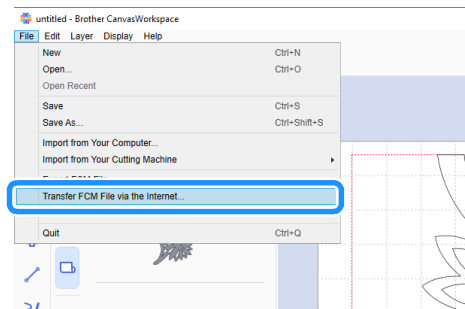 untitled - Brother CanvasWorkspace
File Edit Layer Display Help
New Ctrl+N
Open... Ctrl+O
Open Recent
Save Ctrl+S
Save As... Ctrl+Shift+S
Import from Your Computer...
Import from Your Cutting Machine
Transfer FCM File via the Internet...
Quit Ctrl+Q